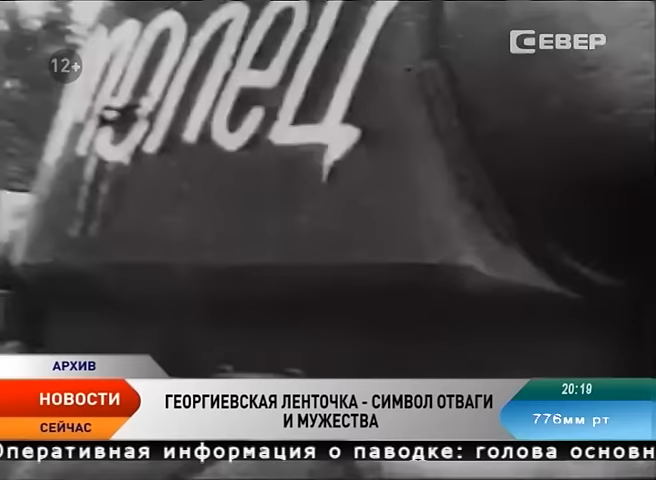 СЕВЕР
12+
АРХИВ
НОВОСТИ
СЕЙЧАС
ГЕОРГИЕВСКАЯ ЛЕНТОЧКА - СИМВОЛ ОТВАГИ
И МУЖЕСТВА
20:19
776мм рт
Оперативная информация о паводке: голова основн